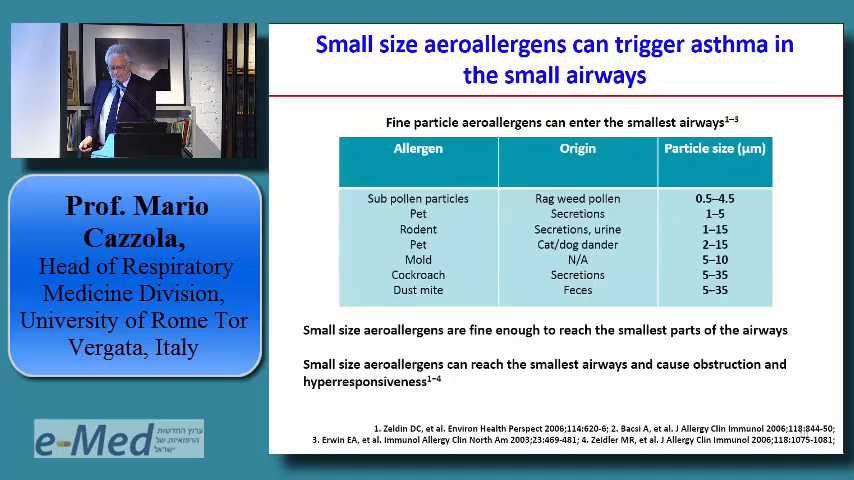 Small size aeroallergens can trigger asthma in
the small airways
Fine particle aeroallergens can enter the smallest airways1–3
Allergen Origin Particle size (µm)
Sub pollen particles Rag weed pollen 0.5–4.5
Pet Secretions 1–5
Rodent Secretions, urine 1–15
Pet Cat/dog dander 2–15
Mold N/A 5–10
Cockroach Secretions 5–35
Dust mite Feces 5–35
Small size aeroallergens are fine enough to reach the smallest parts of the airways
Small size aeroallergens can reach the smallest airways and cause obstruction and
hyperresponsiveness1–4
1. Zeldin DC, et al. Environ Health Perspect 2006;114:620-6; 2. Bacsi A, et al. J Allergy Clin Immunol 2006;118:844-50;
3. Erwin EA, et al. Immunol Allergy Clin North Am 2003;23:469-481; 4. Zeidler MR, et al. J Allergy Clin Immunol 2006;118:1075-1081;
Prof. Mario
Cazzola,
Head of Respiratory
Medicine Division,
University of Rome Tor
Vergata, Italy
e-Med
ערוץ החדשות
הרפואיות של
ישראל